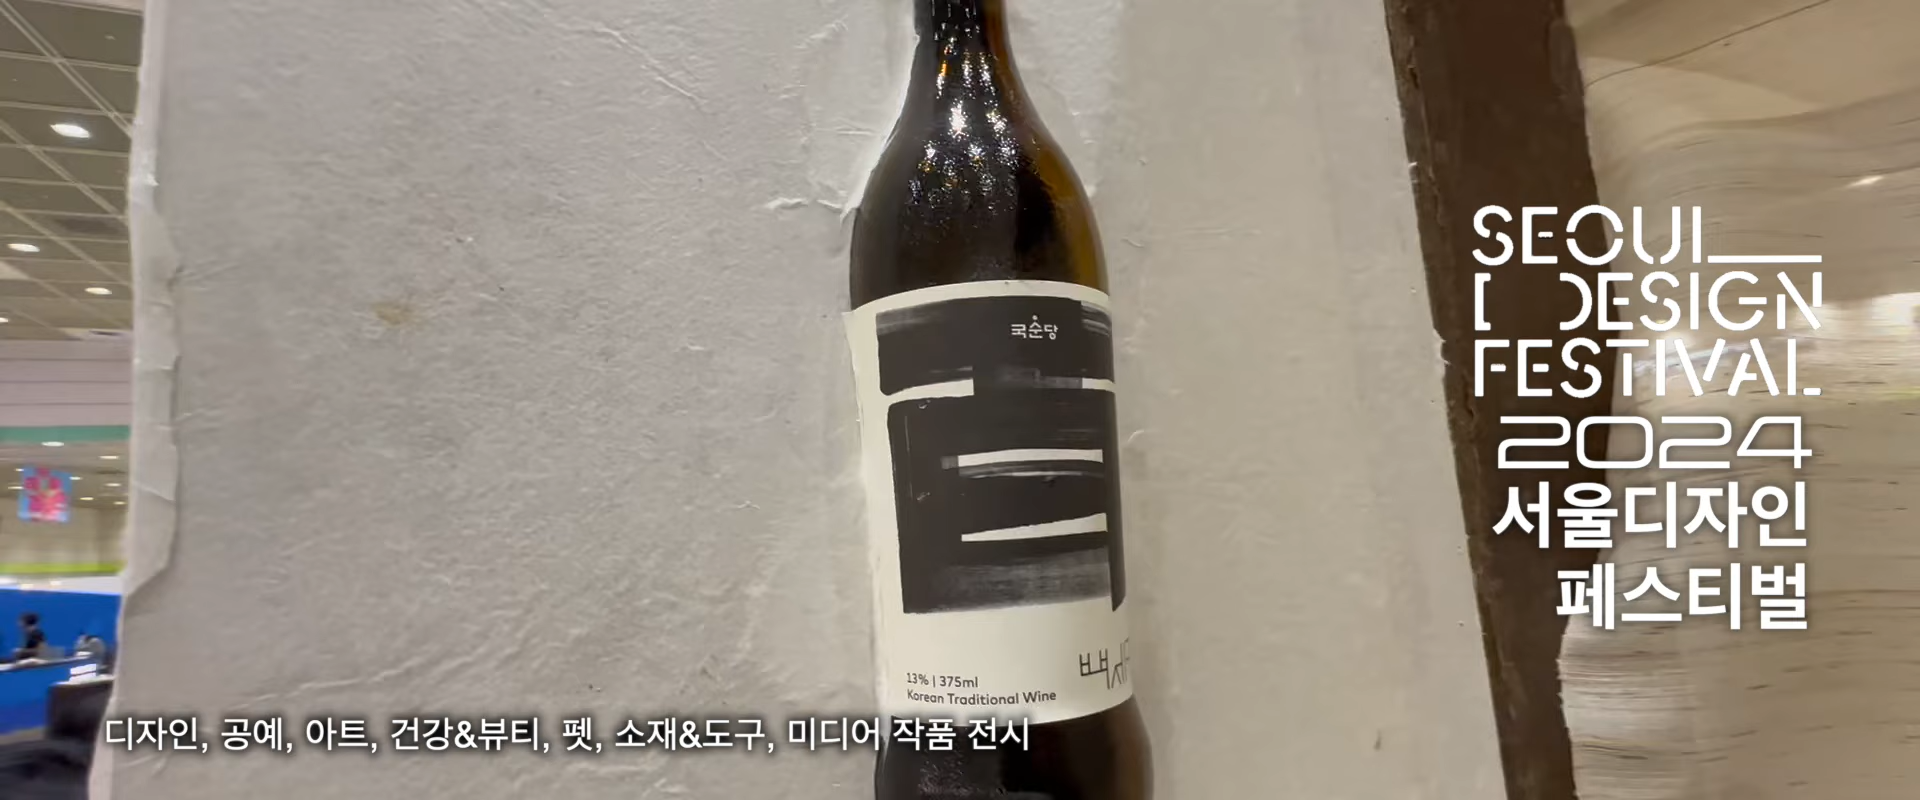 국순당
13% | 375ml
Korean Traditional Wine
디자인, 공예, 아트, 건강&뷰티, 펫, 소재&도구, 미디어 작품 전시
SEOUL
DESIGN
FESTIVAL
2024
서울디자인
페스티벌